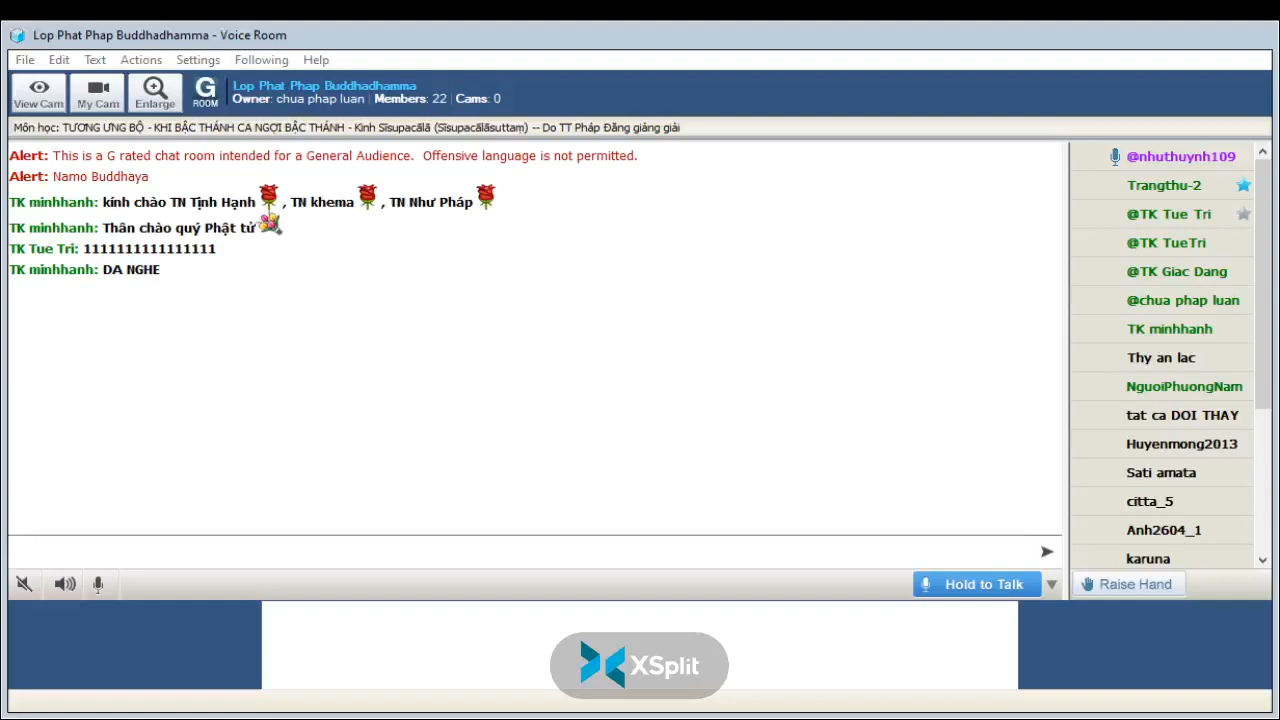 Lop Phat Phap Buddhadhamma - Voice Room
File Edit Text Actions Settings Following Help
View Cam My Cam Enlarge G ROOM
Lop Phat Phap Buddhadhamma
Owner: chua phap luan | Members: 22 | Cams: 0
Môn học: TƯƠNG ƯNG BỘ - KHI BẬC THÁNH CA NGỢI BẬC THÁNH - Kinh Sīsupacālā (Sīsupacālāsuttaṃ) -- Do TT Pháp Đăng giảng giải
Alert: This is a G rated chat room intended for a General Audience. Offensive language is not permitted.
Alert: Namo Buddhaya
TK minhhanh: kính chào TN Tịnh Hạnh , TN khema , TN Như Pháp
TK minhhanh: Thân chào quý Phật tử
TK Tue Tri: 1111111111111111
TK minhhanh: DA NGHE
@nhuthuynh109
Trangthu-2
@TK Tue Tri
@TK TueTri
@TK Giac Dang
@chua phap luan
TK minhhanh
Thy an lac
NguoiPhuongNam
tat ca DOI THAY
Huyenmong2013
Sati amata
citta_5
Anh2604_1
karuna
Hold to Talk
Raise Hand
XSplit